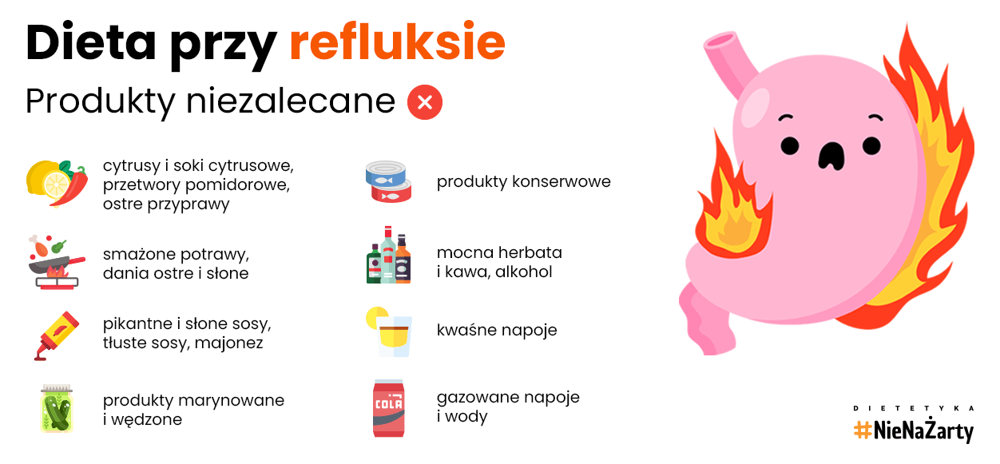 Dieta przy refluksie
Produkty niezalecane
cytrusy i soki cytrusowe,
przetwory pomidorowe,
ostre przyprawy
smażone potrawy,
dania ostre i słone
pikantne i słone sosy,
tłuste sosy, majonez
produkty marynowane
i wędzone
produkty konserwowe
mocna herbata
i kawa, alkohol
kwaśne napoje
COLA
gazowane napoje
i wody
DIETETYKA
#NieNaŻarty